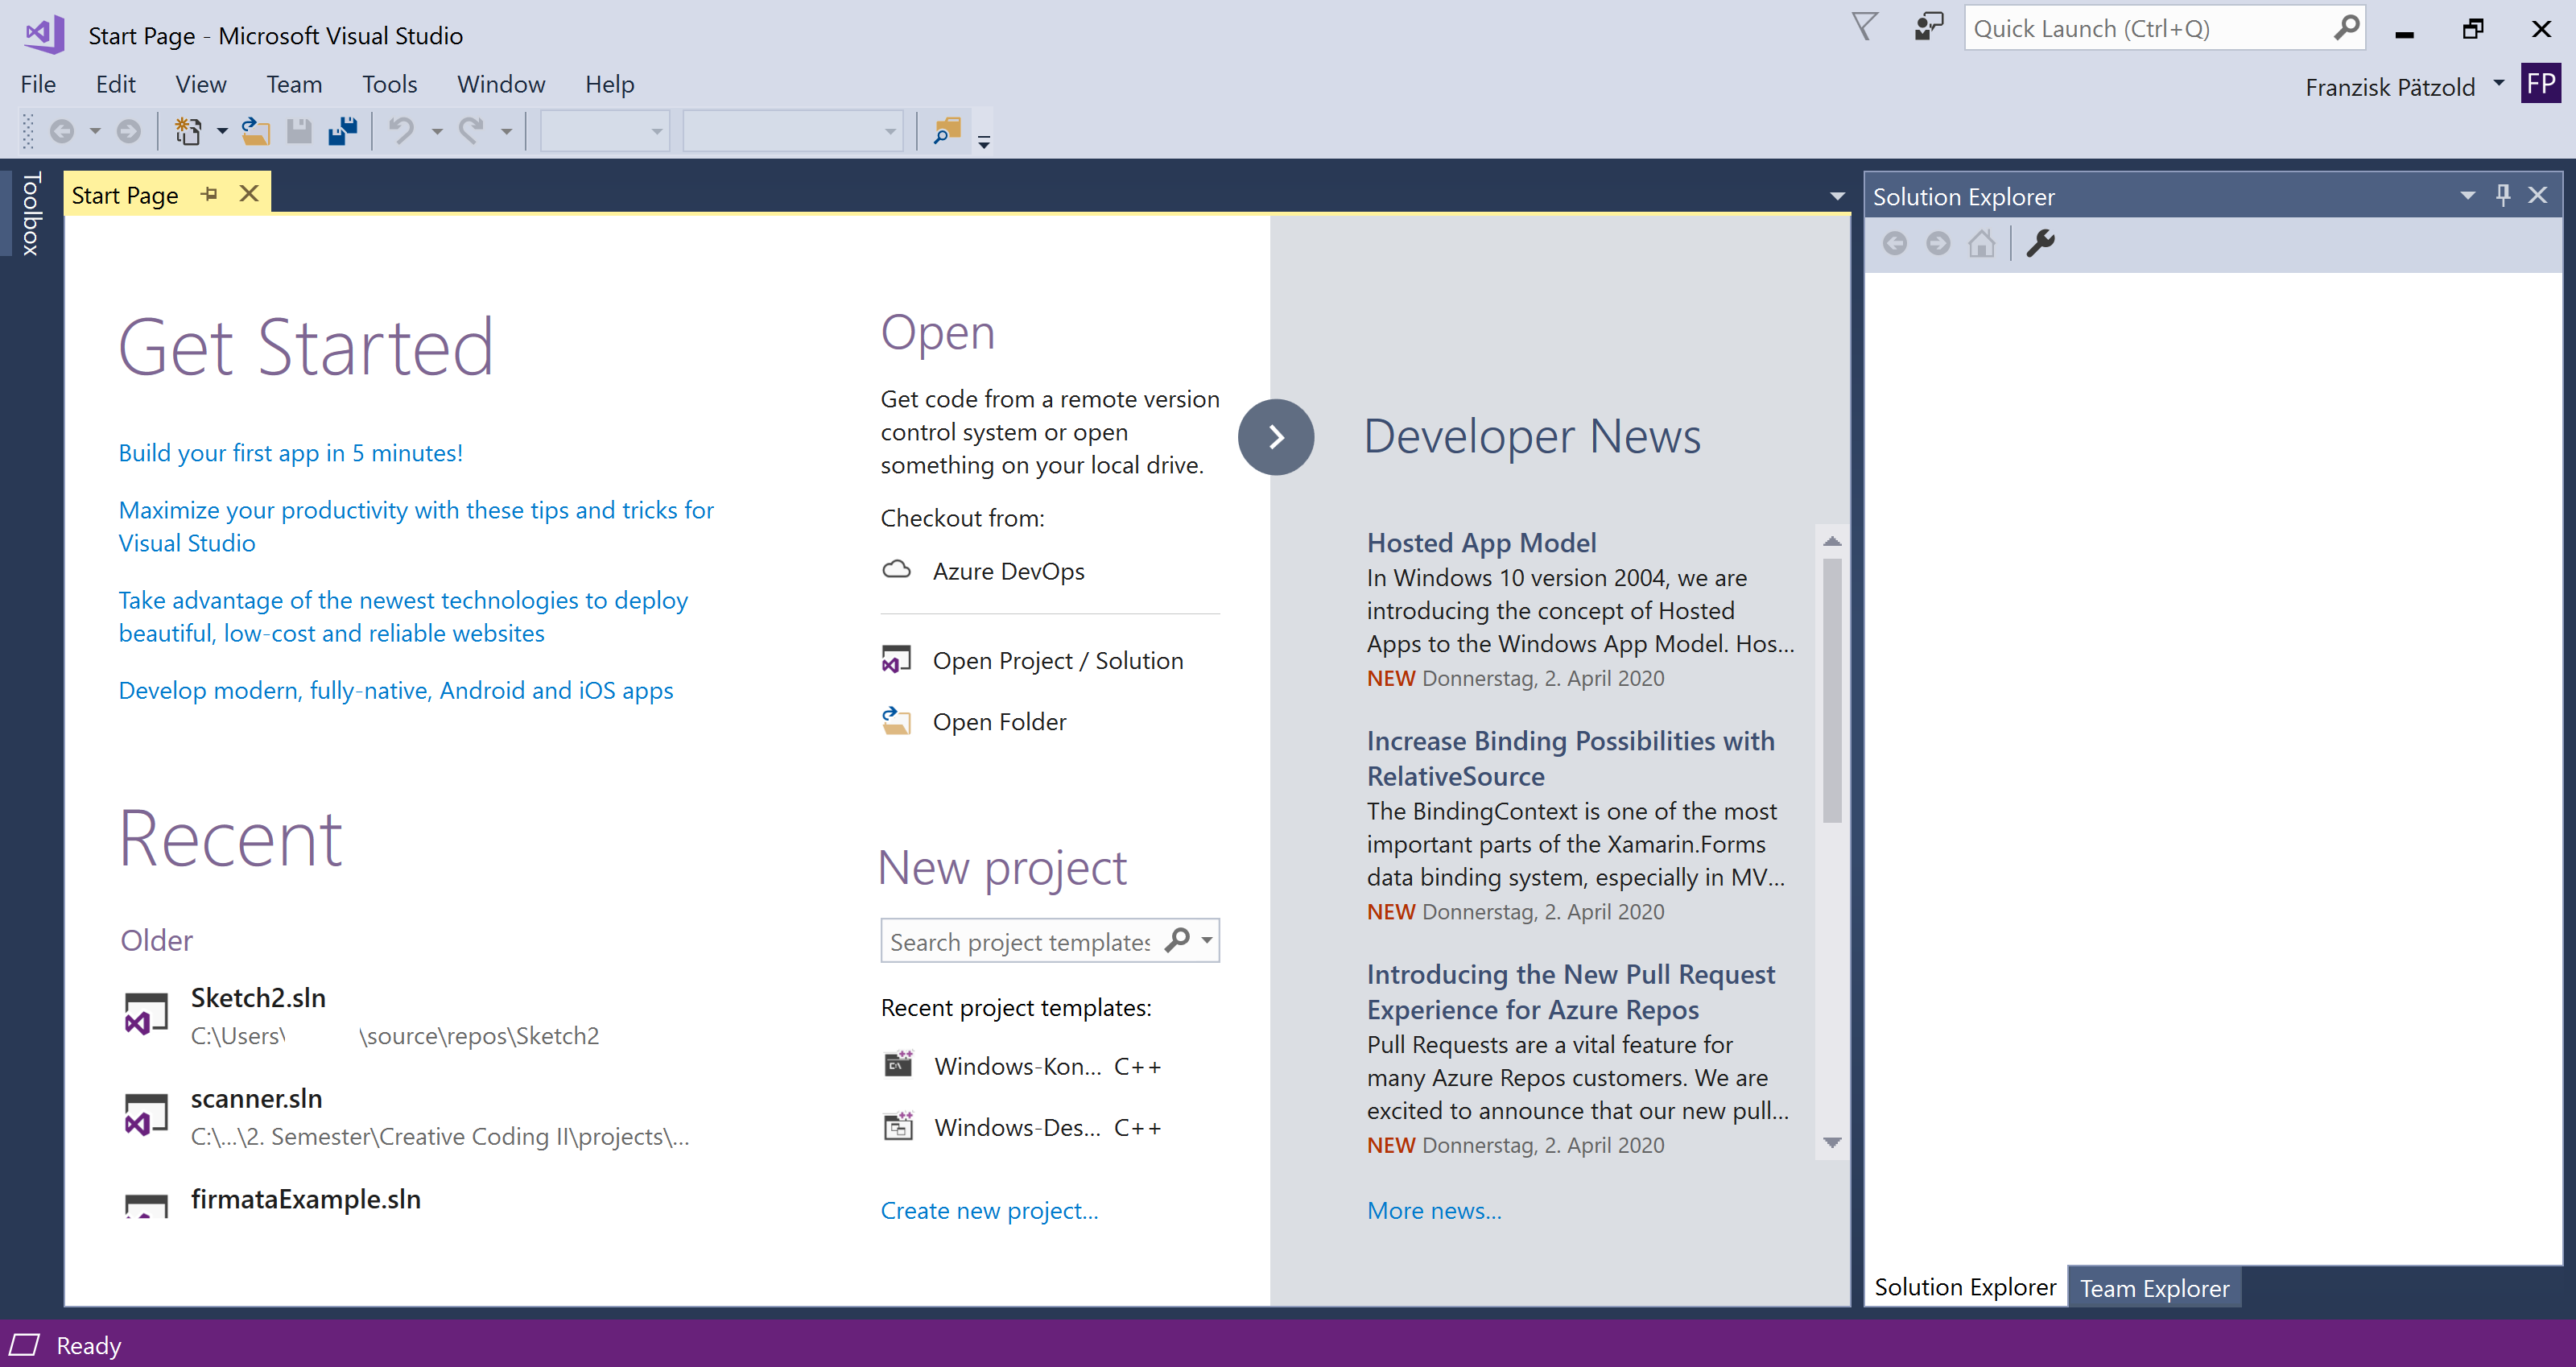 Start Page - Microsoft Visual Studio
Quick Launch (Ctrl+Q)
File Edit View Team Tools Window Help
Franzisk Pätzold FP
Toolbox
Start Page
Get Started
Build your first app in 5 minutes!
Maximize your productivity with these tips and tricks for
Visual Studio
Take advantage of the newest technologies to deploy
beautiful, low-cost and reliable websites
Develop modern, fully-native, Android and iOS apps
Recent
Older
Sketch2.sln
C:\Users\ \source\repos\Sketch2
scanner.sln
C:\...\2. Semester\Creative Coding II\projects\...
firmataExample.sln
Open
Get code from a remote version
control system or open
something on your local drive.
Checkout from:
Azure DevOps
Open Project / Solution
Open Folder
New project
Search project templates
Recent project templates:
Windows-Kon... C++
Windows-Des... C++
Create new project...
Developer News
Hosted App Model
In Windows 10 version 2004, we are
introducing the concept of Hosted
Apps to the Windows App Model. Hos...
NEW Donnerstag, 2. April 2020
Increase Binding Possibilities with
RelativeSource
The BindingContext is one of the most
important parts of the Xamarin.Forms
data binding system, especially in MV...
NEW Donnerstag, 2. April 2020
Introducing the New Pull Request
Experience for Azure Repos
Pull Requests are a vital feature for
many Azure Repos customers. We are
excited to announce that our new pull...
NEW Donnerstag, 2. April 2020
More news...
Solution Explorer
Solution Explorer Team Explorer
Ready